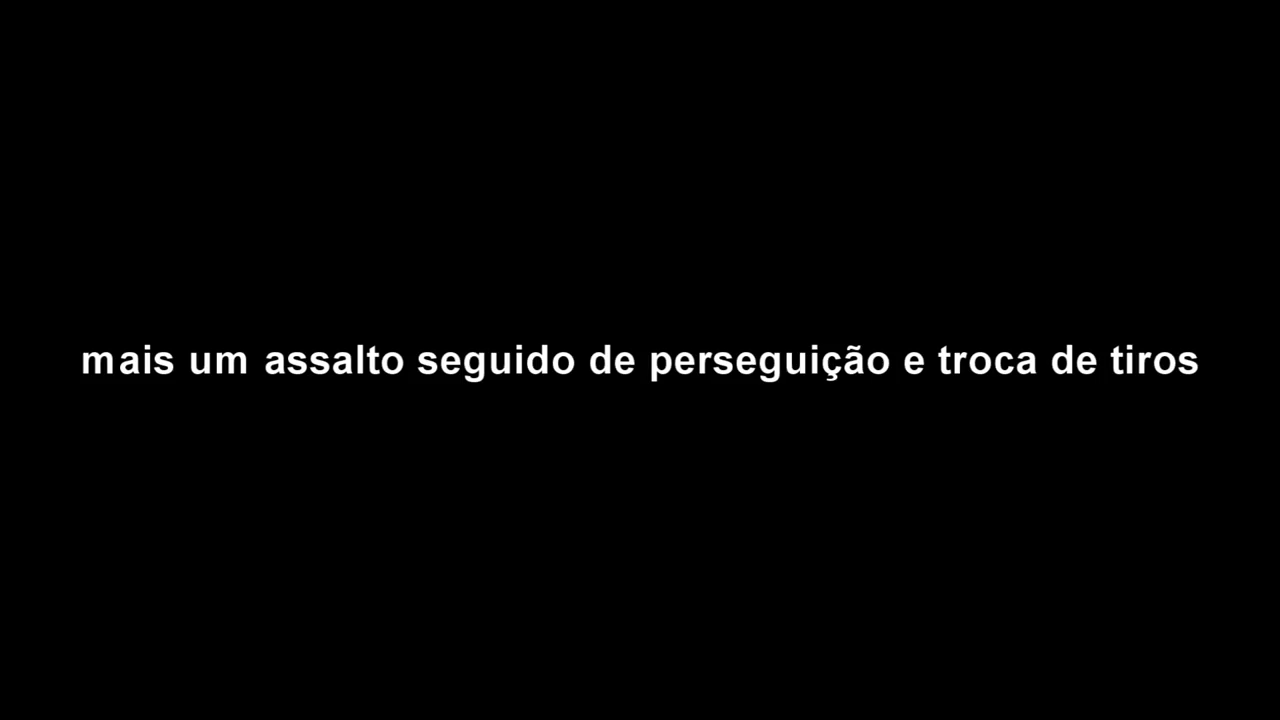 mais um assalto seguido de perseguição e troca de tiros